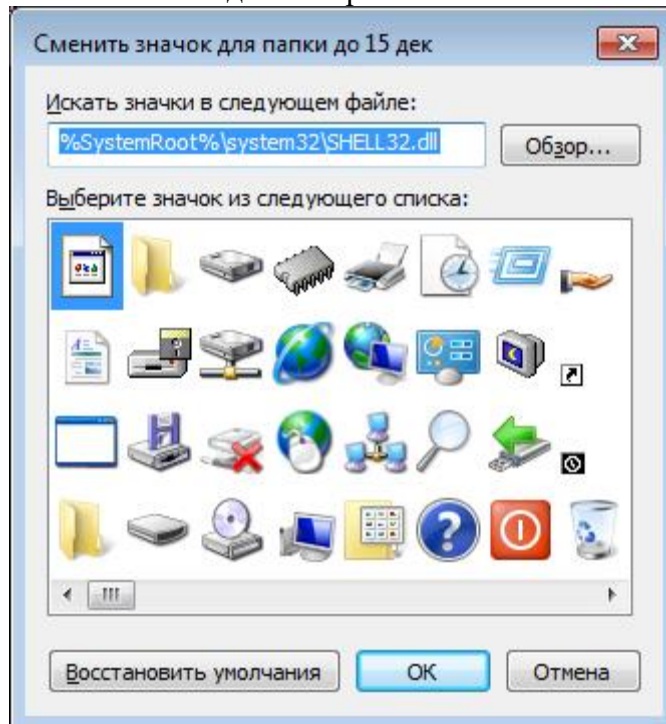 Сменить значок для папки до 15 дек
Искать значки в следующем файле:
%SystemRoot%\system32\SHELL32.dll
Обзор...
Выберите значок из следующего списка:
Восстановить умолчания
ОК
Отмена